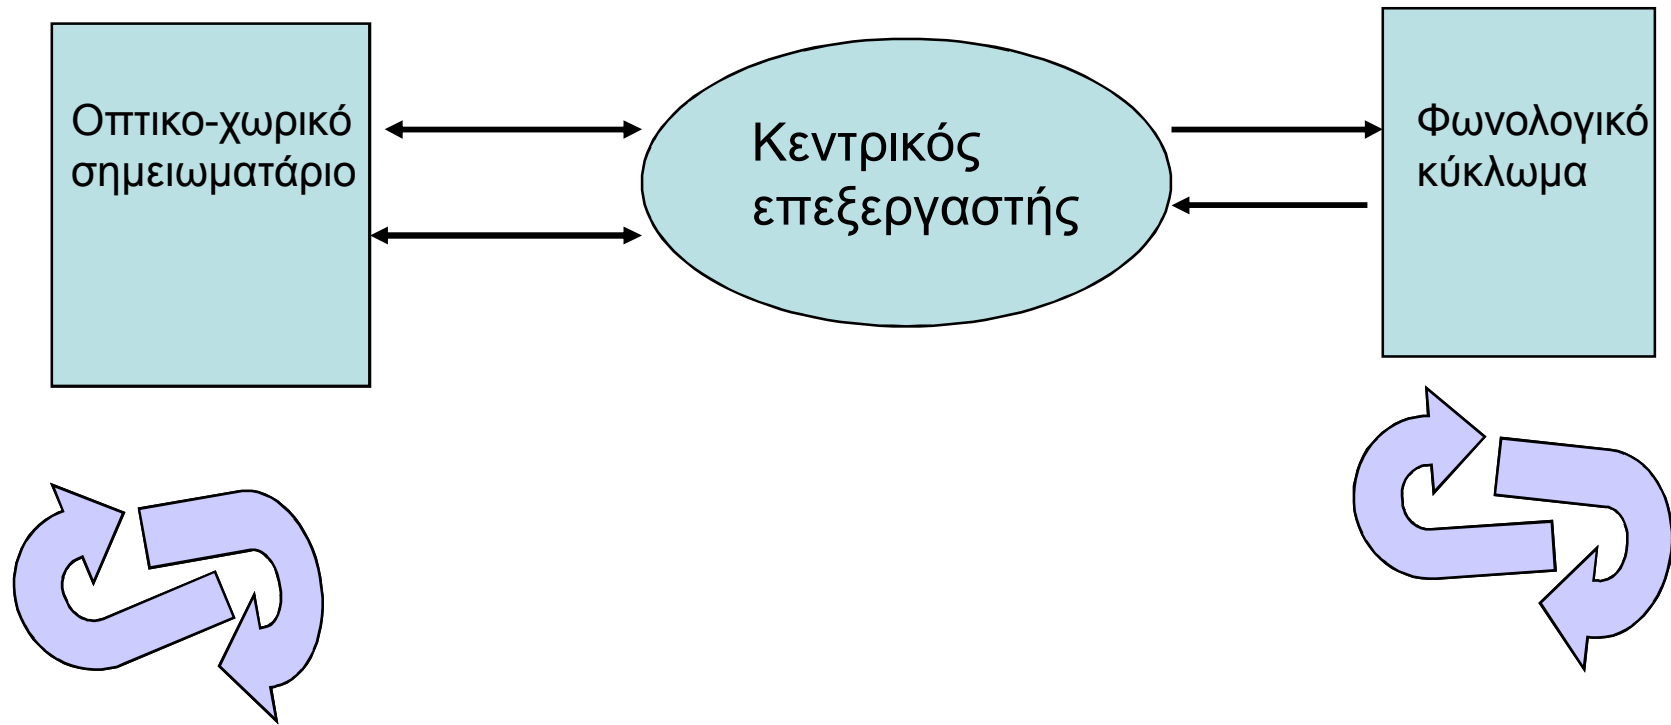 Οπτικο-χωρικό
σημειωματάριο
Κεντρικός
επεξεργαστής
Φωνολογικό
κύκλωμα